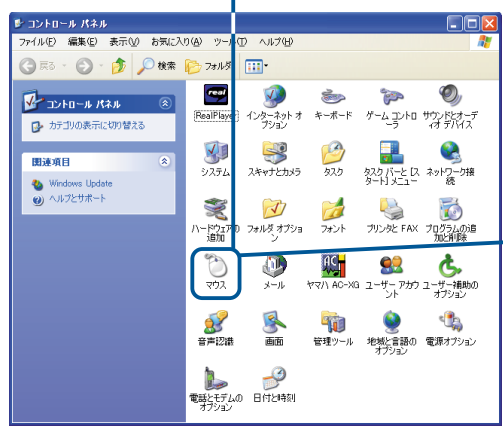 コントロール パネル
ファイル(F) 編集(E) 表示(V) お気に入り(A) ツール(T) ヘルプ(H)
戻る 検索 フォルダ
コントロール パネル
カテゴリの表示に切り替える
関連項目
Windows Update
ヘルプとサポート
real
RealPlayer
インターネット オ
プション
キーボード
ゲーム コントロ
ーラ
サウンドとオーデ
ィオ デバイス
システム
スキャナとカメラ
タスク
タスク バーと [ス
タート] メニュー
ネットワーク接
続
ハードウェアの
追加
フォルダ オプショ
ン
フォント
プリンタと FAX
プログラムの追
加と削除
マウス
メール
AC
ヤマハ AC-XG
ユーザー アカウ
ント
ユーザー補助の
オプション
音声認識
画面
管理ツール
地域と言語の
オプション
電源オプション
電話とモデムの
オプション
日付と時刻